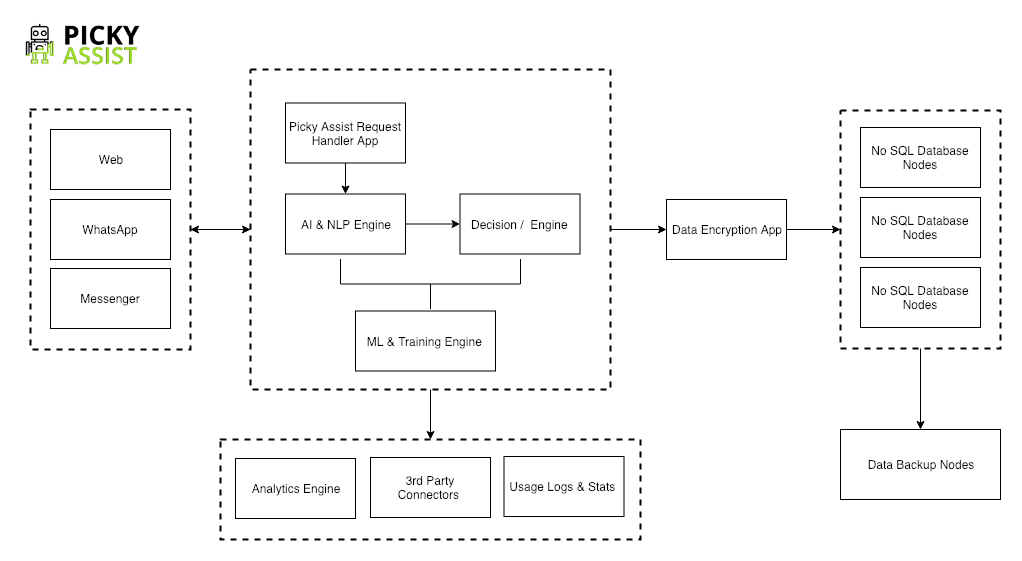 PICKY
ASSIST
Web
WhatsApp
Messenger
Picky Assist Request
Handler App
AI & NLP Engine
Decision / Engine
ML & Training Engine
Analytics Engine
3rd Party
Connectors
Usage Logs & Stats
Data Encryption App
No SQL Database
Nodes
No SQL Database
Nodes
No SQL Database
Nodes
Data Backup Nodes